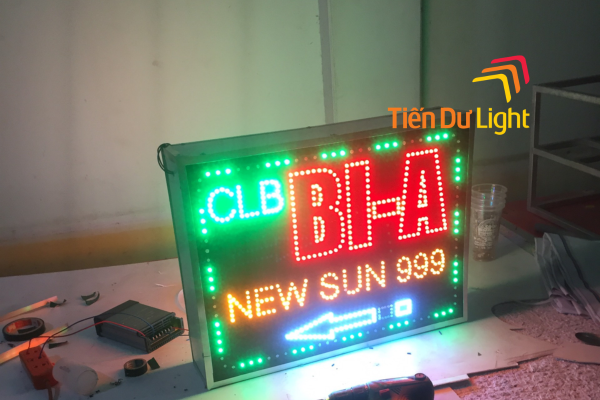 Tiến Dư Light
CLB BI-A
NEW SUN 999